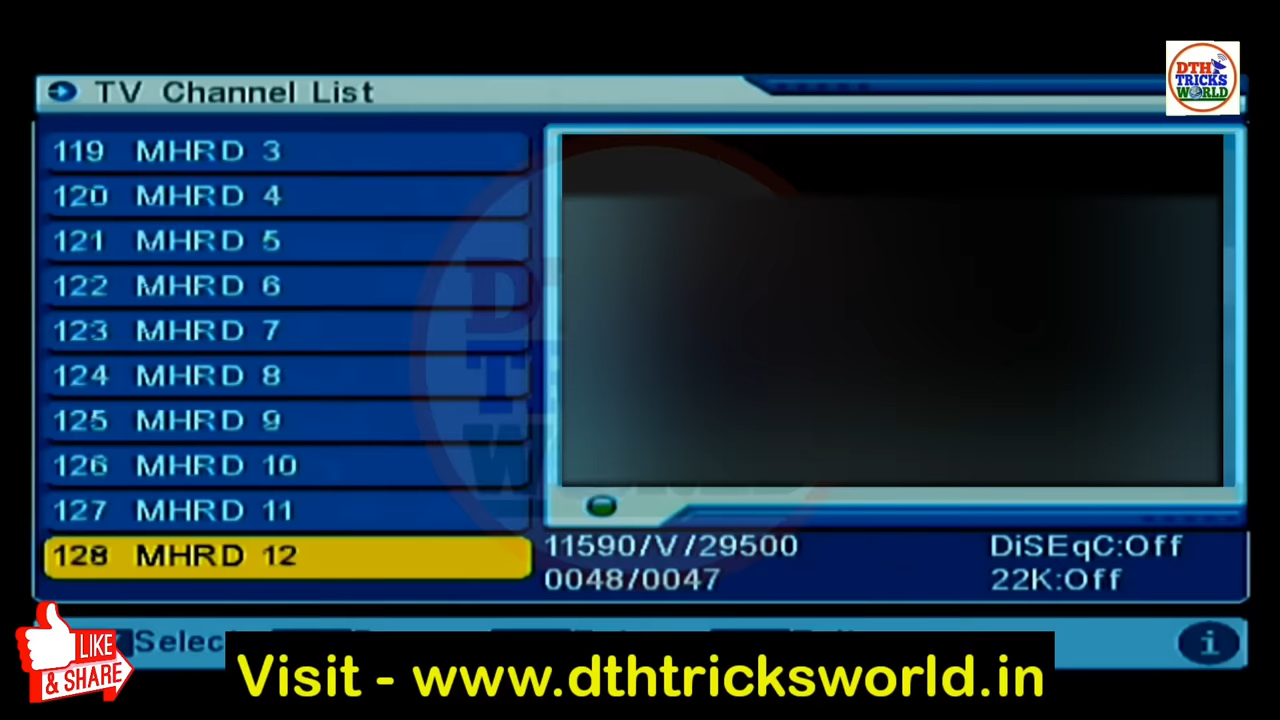 DTH
TRICKS
WORLD
TV Channel List
119 MHRD 3
120 MHRD 4
121 MHRD 5
122 MHRD 6
123 MHRD 7
124 MHRD 8
125 MHRD 9
126 MHRD 10
127 MHRD 11
128 MHRD 12
11590/V/29500
DiSEqC:Off
0048/0047
22K:Off
i
LIKE
& SHARE
Visit - www.dthtricksworld.in